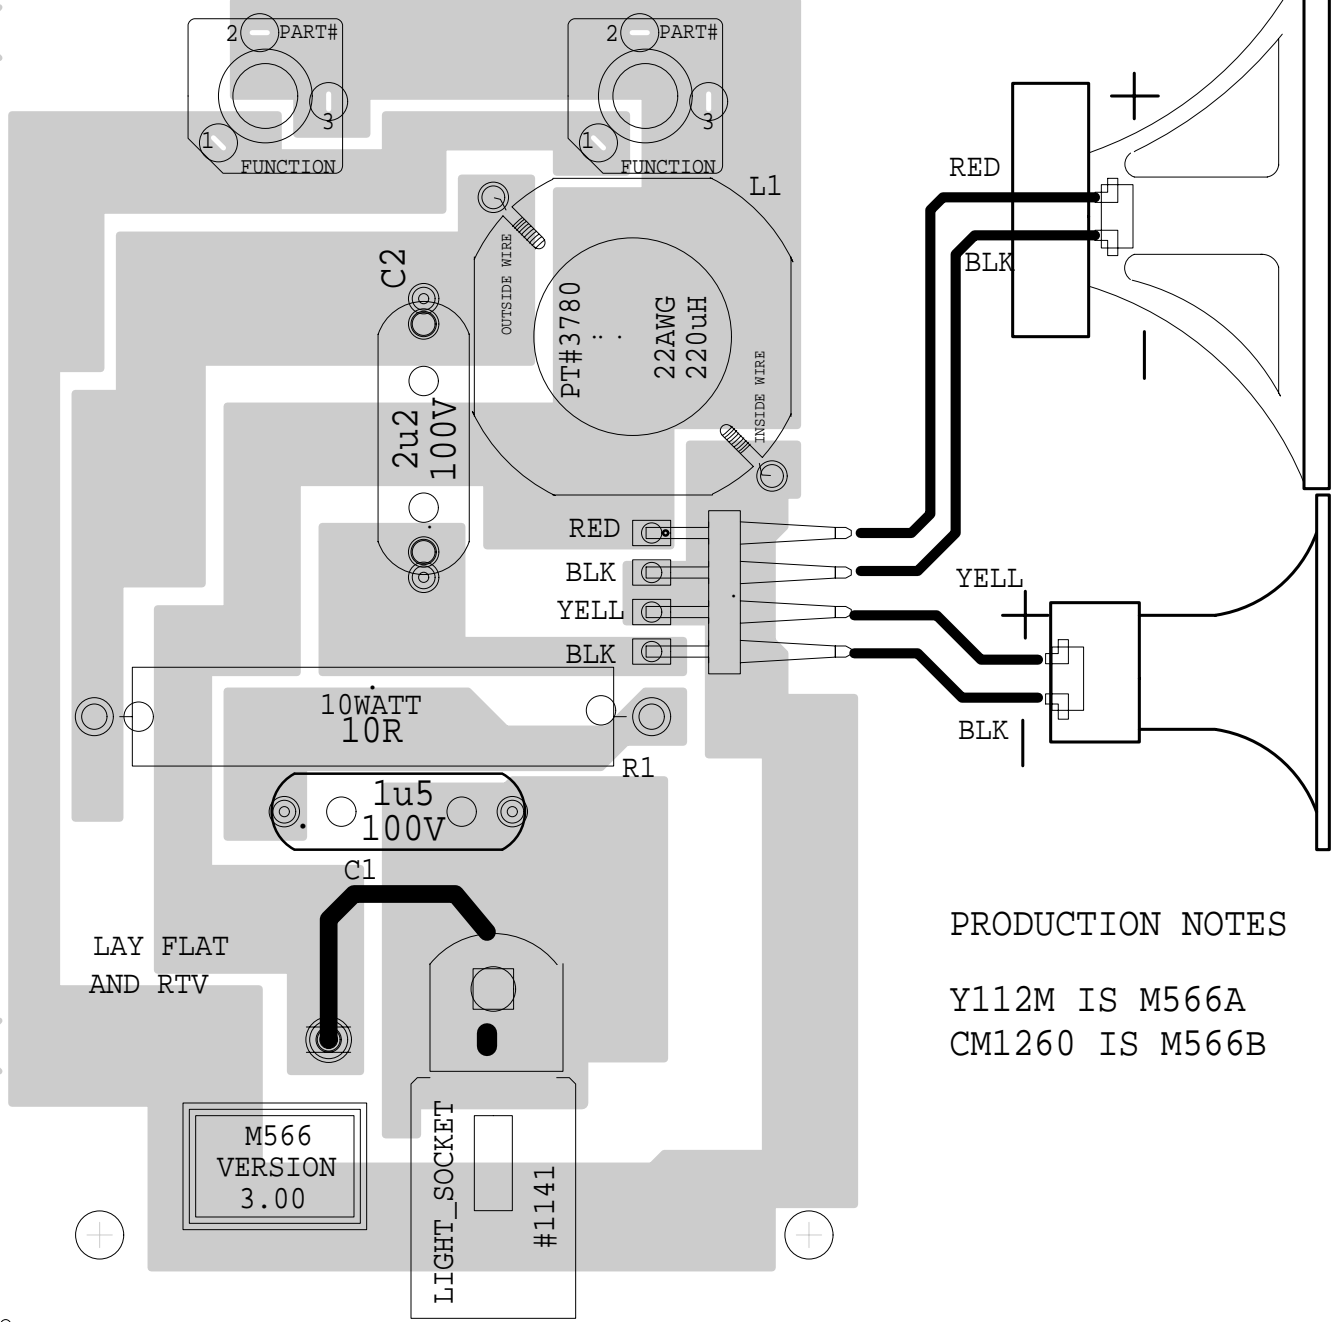 2 PART#
3
1
FUNCTION
2 PART#
3
1
FUNCTION
L1
OUTSIDE WIRE
PT#3780
22AWG
220uH
INSIDE WIRE
C2
2u2
100V
RED
BLK
YELL
BLK
RED
BLK
+
-
YELL
+
BLK
-
10WATT
10R
R1
1u5
100V
C1
LAY FLAT
AND RTV
M566
VERSION
3.00
LIGHT_SOCKET
#1141
PRODUCTION NOTES
Y112M IS M566A
CM1260 IS M566B